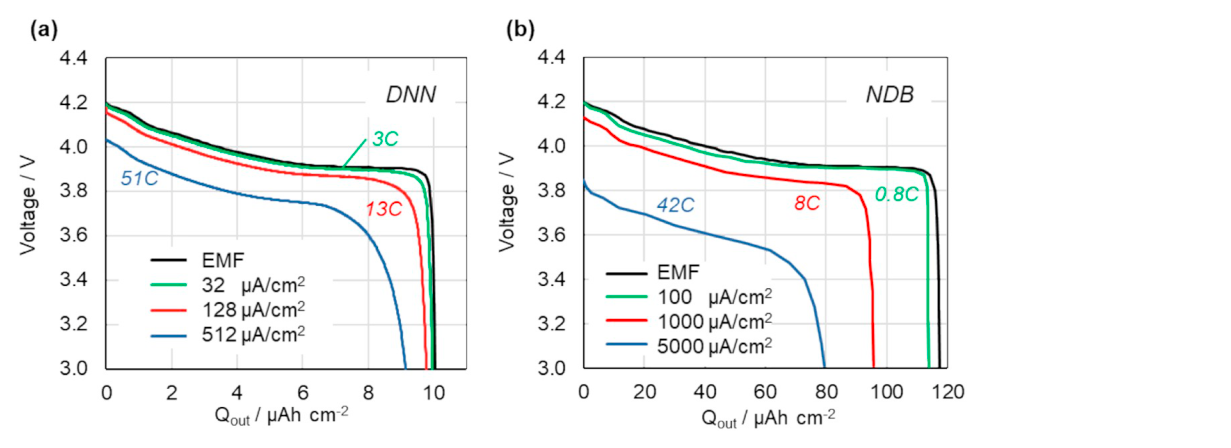 (a)
4.4
4.2
4.0
3.8
3.6
3.4
3.2
3.0
Voltage / V
DNN
3C
51C
13C
EMF
32 µA/cm2
128 µA/cm2
512 µA/cm2
0 2 4 6 8 10
Qout / µAh cm-2
(b)
4.4
4.2
4.0
3.8
3.6
3.4
3.2
3.0
Voltage / V
NDB
42C
8C
0.8C
EMF
100 µA/cm2
1000 µA/cm2
5000 µA/cm2
0 20 40 60 80 100 120
Qout / µAh cm-2